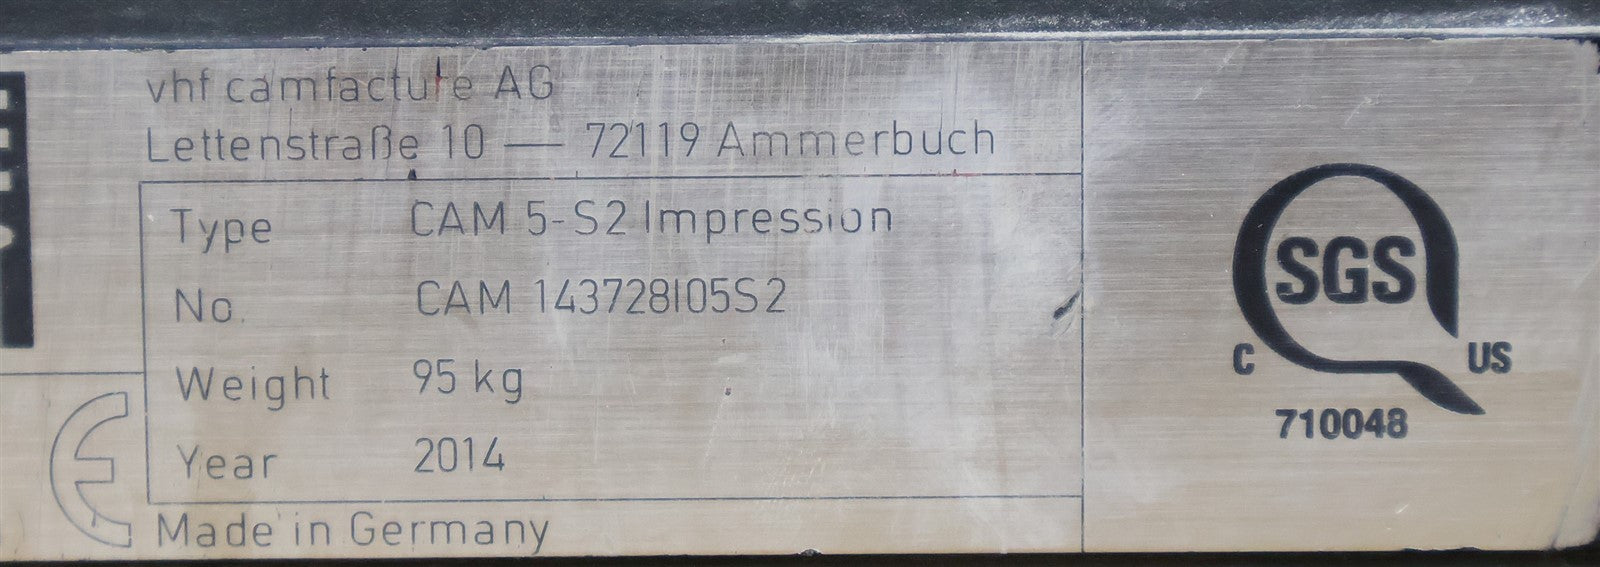 vhf camfacture AG
Lettenstraße 10 — 72119 Ammerbuch
Type CAM 5-S2 Impression
No. CAM 143728I05S2
Weight 95 kg
Year 2014
Made in Germany
CE
SGS
C US
710048